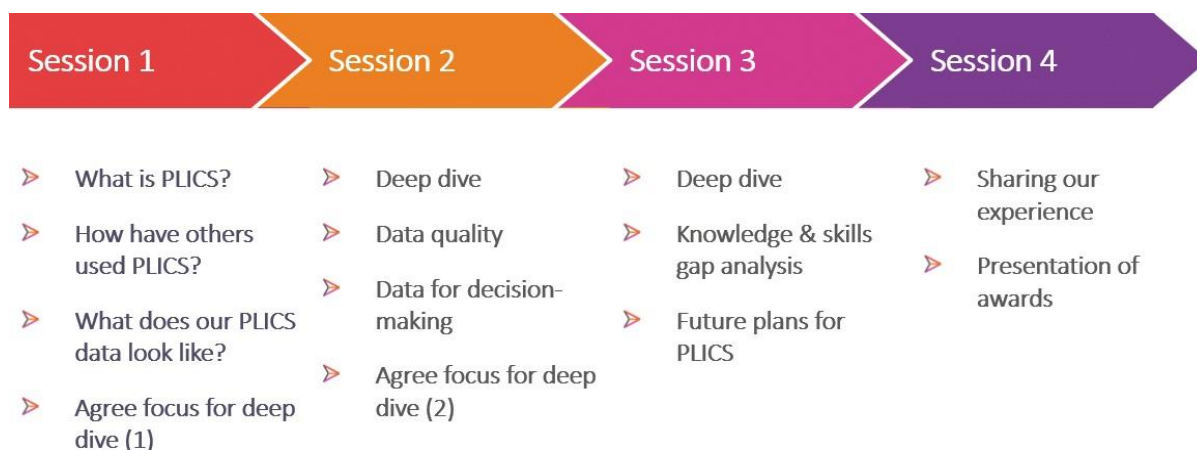 Session 1
Session 2
Session 3
Session 4
What is PLICS?
How have others
used PLICS?
What does our PLICS
data look like?
Agree focus for deep
dive (1)
Deep dive
Data quality
Data for decision-
making
Agree focus for deep
dive (2)
Deep dive
Knowledge & skills
gap analysis
Future plans for
PLICS
Sharing our
experience
Presentation of
awards